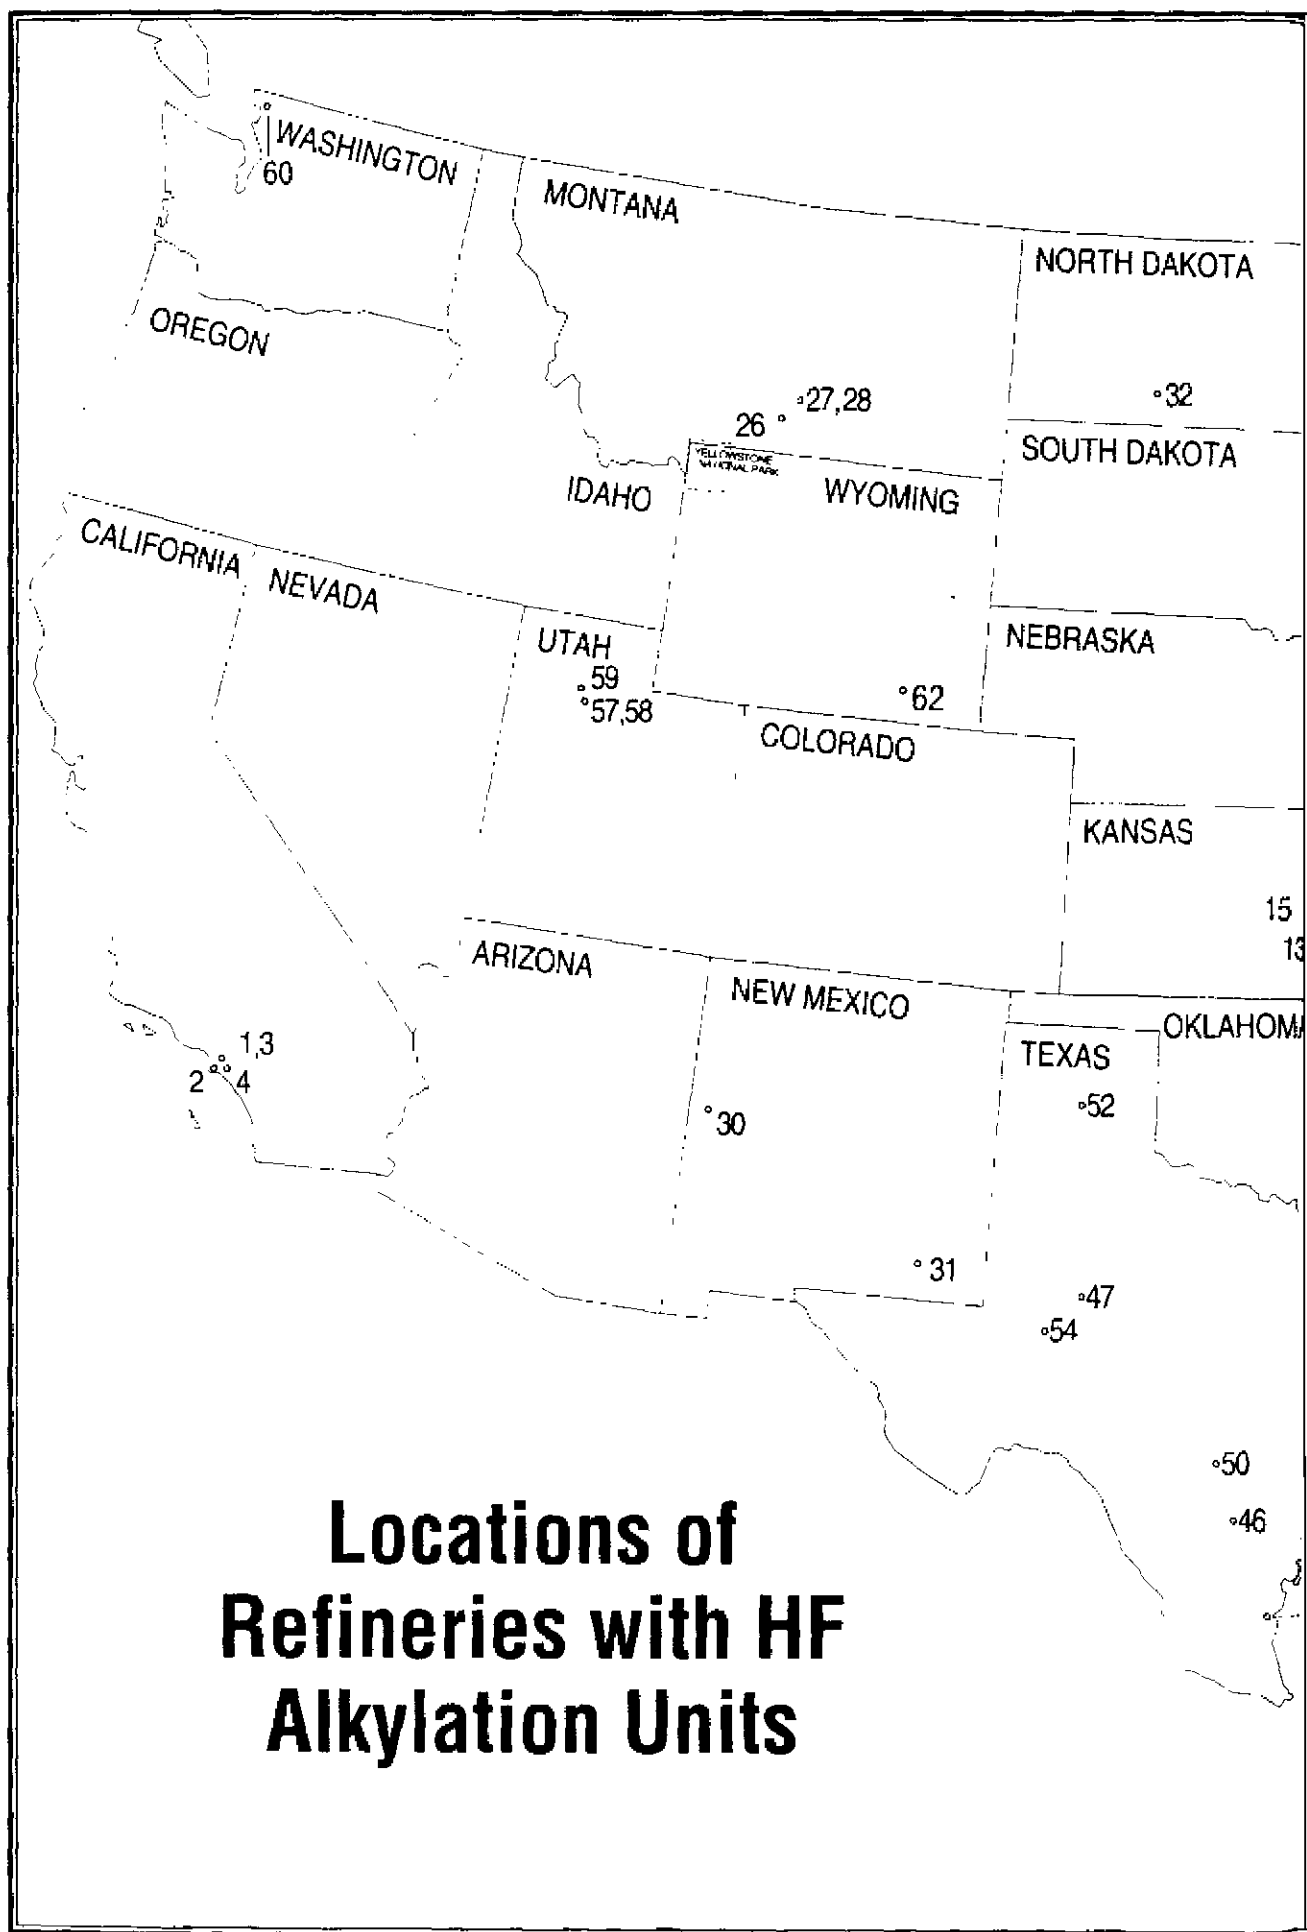 WASHINGTON
60
MONTANA
NORTH DAKOTA
OREGON
27,28
26
32
YELLOWSTONE
NATIONAL PARK
SOUTH DAKOTA
IDAHO
WYOMING
CALIFORNIA
NEVADA
UTAH
59
57,58
NEBRASKA
62
COLORADO
KANSAS
15
13
ARIZONA
NEW MEXICO
OKLAHOMA
TEXAS
1,3
2
4
52
30
31
47
54
50
46
Locations of
Refineries with HF
Alkylation Units